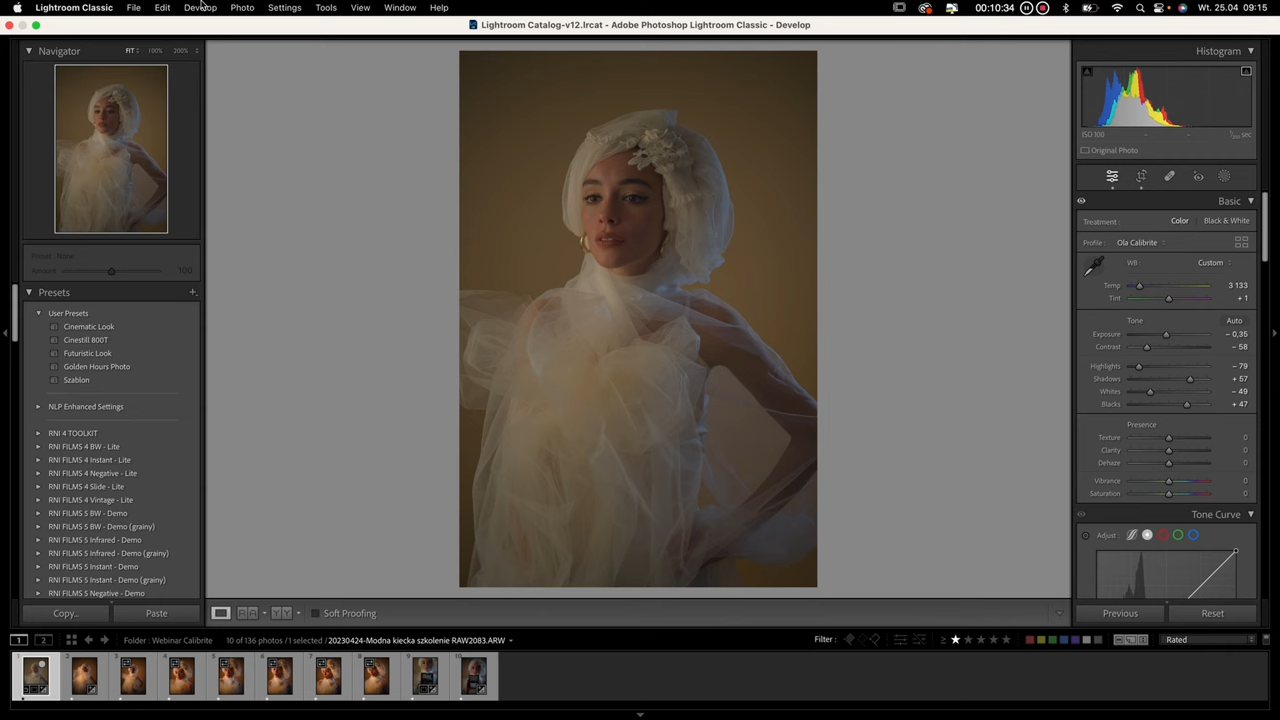 Lightroom Classic File Edit Develop Photo Settings Tools View Window Help 00:10:34 Wt. 25.04 09:15
Lightroom Catalog-v12.lrcat - Adobe Photoshop Lightroom Classic - Develop
Navigator FIT 100% 200%
Preset: None
Amount 100
Presets +
User Presets
Cinematic Look
Cinestill 800T
Futuristic Look
Golden Hours Photo
Szablon
NLP Enhanced Settings
RNI 4 TOOLKIT
RNI FILMS 4 BW - Lite
RNI FILMS 4 Instant - Lite
RNI FILMS 4 Negative - Lite
RNI FILMS 4 Slide - Lite
RNI FILMS 4 Vintage - Lite
RNI FILMS 5 BW - Demo
RNI FILMS 5 BW - Demo (grainy)
RNI FILMS 5 Infrared - Demo
RNI FILMS 5 Infrared - Demo (grainy)
RNI FILMS 5 Instant - Demo
RNI FILMS 5 Instant - Demo (grainy)
RNI FILMS 5 Negative - Demo
Copy... Paste
Soft Proofing
Histogram
ISO 100 - -
Original Photo
Basic
Treatment: Color Black & White
Profile: Ola Calibrite
WB: Custom
Temp 3 133
Tint + 1
Tone Auto
Exposure - 0,35
Contrast - 58
Highlights - 79
Shadows + 57
Whites - 49
Blacks + 47
Presence
Texture 0
Clarity 0
Dehaze 0
Vibrance 0
Saturation 0
Tone Curve
Adjust:
Previous Reset
1 2 Folder : Webinar Calibrite 10 of 136 photos / 1 selected / 20230424-Modna kiecka szkolenie RAW2083.ARW Filter: Rated